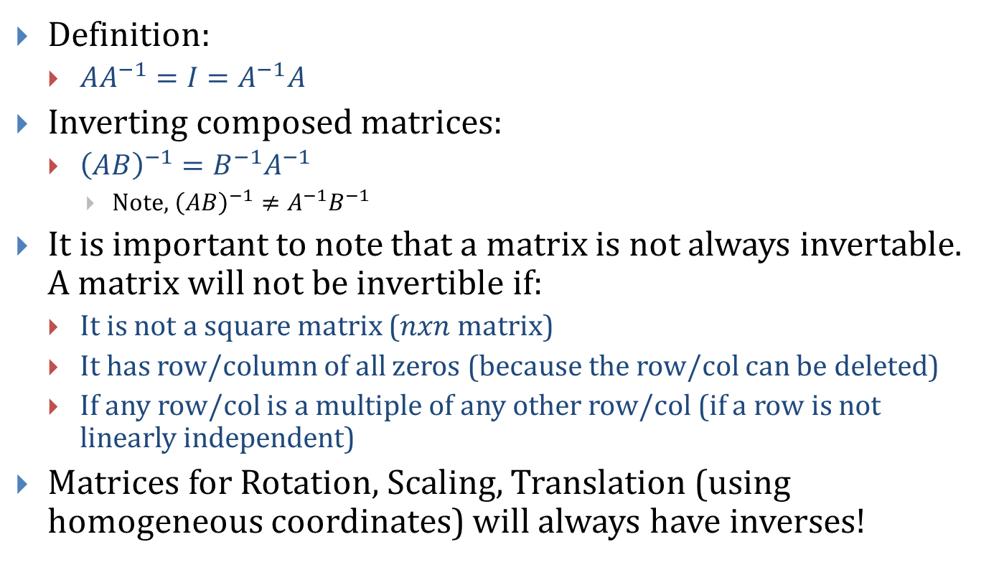 Definition:
𝐴𝐴⁻¹ = 𝐼 = 𝐴⁻¹𝐴
Inverting composed matrices:
(𝐴𝐵)⁻¹ = 𝐵⁻¹𝐴⁻¹
Note, (𝐴𝐵)⁻¹ ≠ 𝐴⁻¹𝐵⁻¹
It is important to note that a matrix is not always invertable.
A matrix will not be invertible if:
It is not a square matrix (𝑛𝑥𝑛 matrix)
It has row/column of all zeros (because the row/col can be deleted)
If any row/col is a multiple of any other row/col (if a row is not
linearly independent)
Matrices for Rotation, Scaling, Translation (using
homogeneous coordinates) will always have inverses!